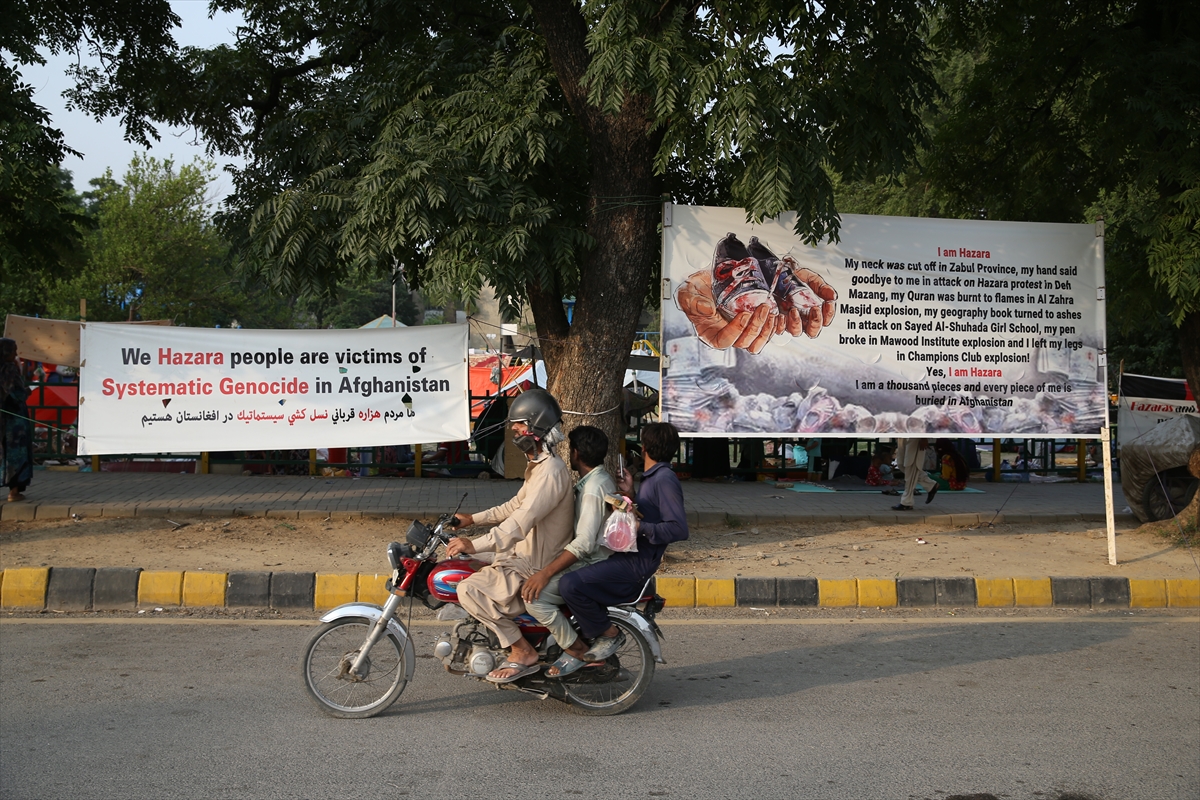 We Hazara people are victims of
Systematic Genocide in Afghanistan
ما مردم هزاره قرباني نسل كشي سيستماتيك در افغانستان هستيم
I am Hazara
My neck was cut off in Zabul Province, my hand said
goodbye to me in attack on Hazara protest in Deh
Mazang, my Quran was burnt to flames in Al Zahra
Masjid explosion, my geography book turned to ashes
in attack on Sayed Al-Shuhada Girl School, my pen
broke in Mawood Institute explosion and I left my legs
in Champions Club explosion!
Yes, I am Hazara
I am a thousand pieces and every piece of me is
buried in Afghanistan
Hazaras and